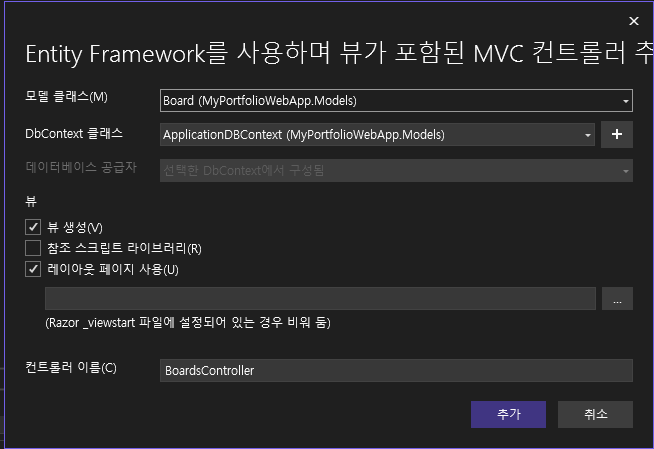 Entity Framework를 사용하며 뷰가 포함된 MVC 컨트롤러 추
모델 클래스(M) Board (MyPortfolioWebApp.Models)
DbContext 클래스 ApplicationDBContext (MyPortfolioWebApp.Models)
데이터베이스 공급자 선택한 DbContext에서 구성됨
뷰
뷰 생성(V)
참조 스크립트 라이브러리(R)
레이아웃 페이지 사용(U)
...
(Razor _viewstart 파일에 설정되어 있는 경우 비워 둠)
컨트롤러 이름(C) BoardsController
추가 취소